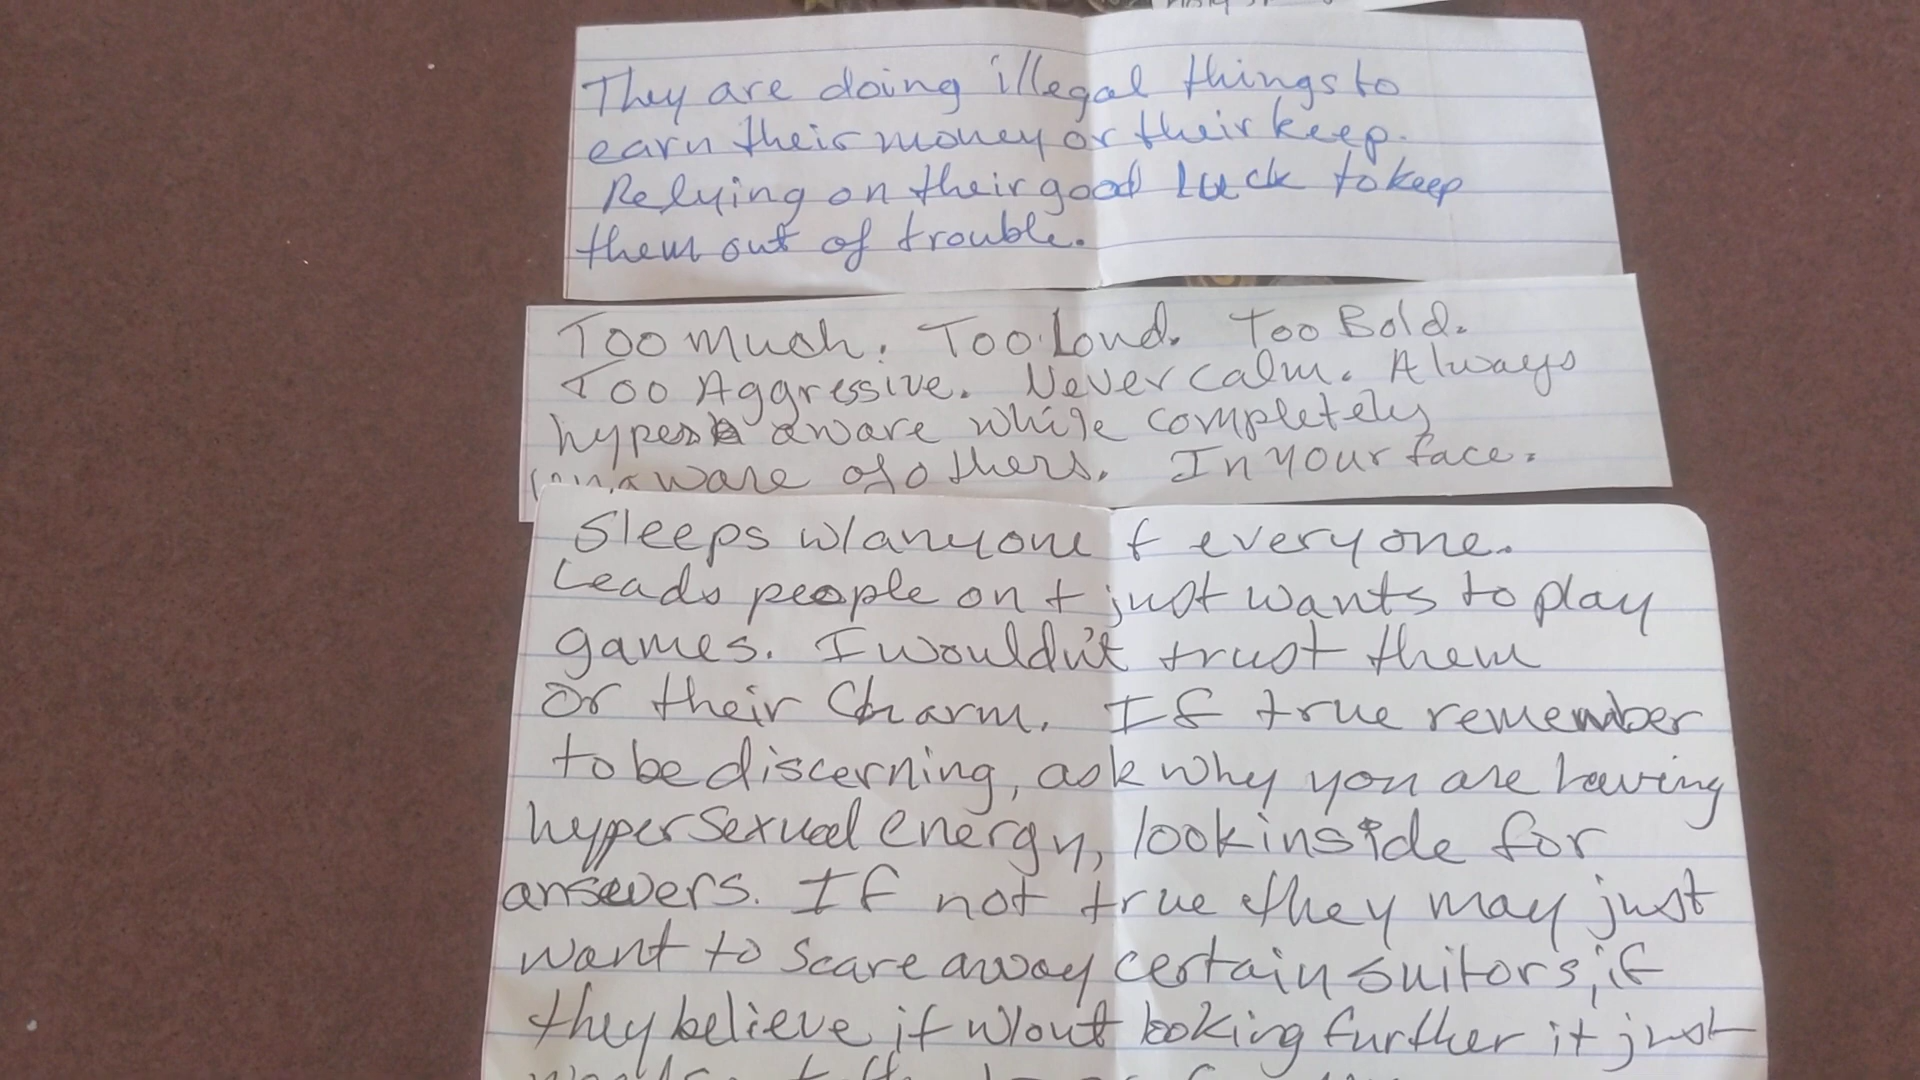 They are doing illegal things to
earn their money or their keep.
Relying on their good Luck to keep
them out of trouble.
Too much. Too Loud. Too Bold.
Too Aggressive. Never calm. Always
hyper aware while completely
unaware of others. In your face.
Sleeps w/anyone & everyone.
Leads people on + just wants to play
games. I wouldn't trust them
or their Charm. If true remember
to be discerning, ask why you are having
hypersexual energy, look inside for
answers. If not true they may just
want to scare away certain suitors, if
they believe it w/out looking further it just